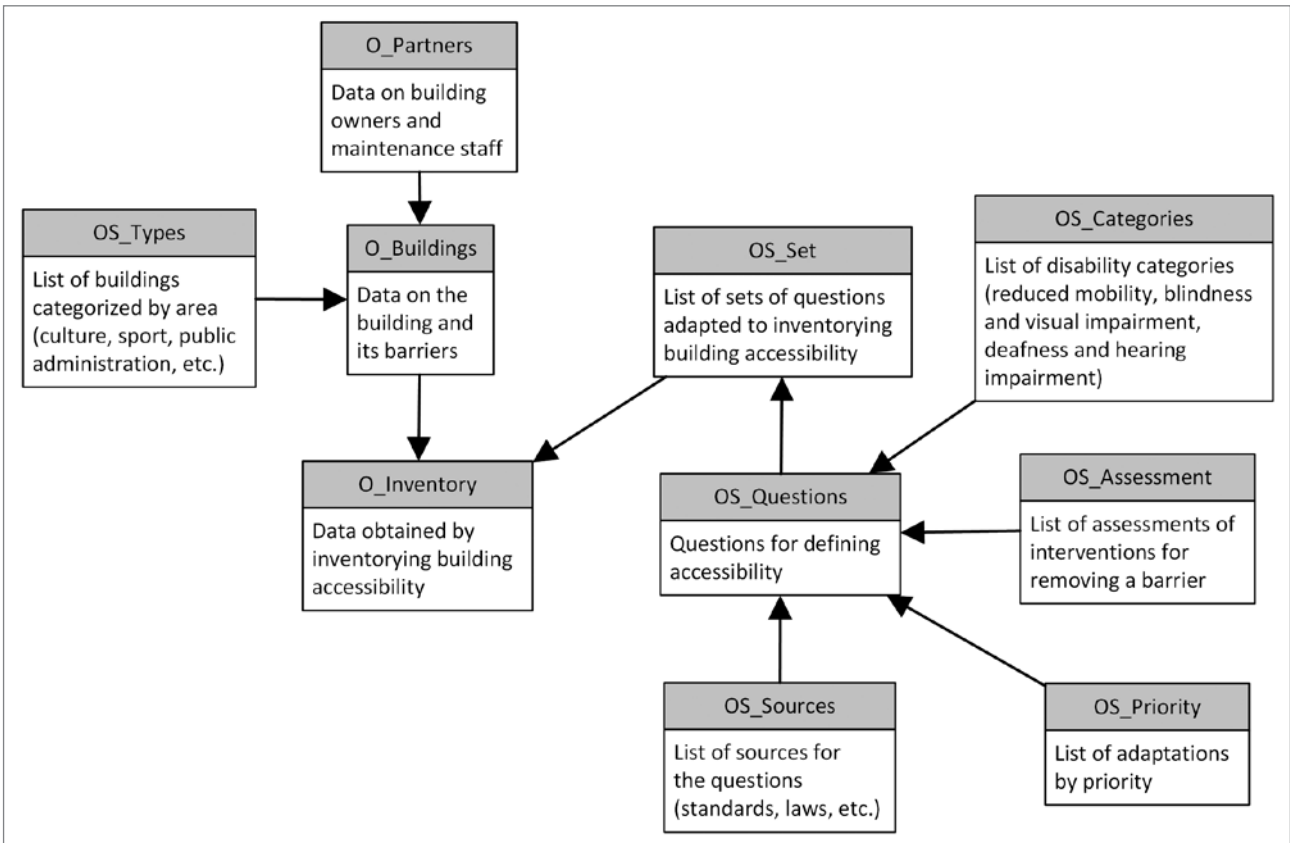 O_Partners
Data on building
owners and
maintenance staff
OS_Types
List of buildings
categorized by area
(culture, sport, public
administration, etc.)
O_Buildings
Data on the
building and
its barriers
OS_Set
List of sets of questions
adapted to inventorying
building accessibility
OS_Categories
List of disability categories
(reduced mobility, blindness
and visual impairment,
deafness and hearing
impairment)
O_Inventory
Data obtained by
inventorying building
accessibility
OS_Questions
Questions for defining
accessibility
OS_Assessment
List of assessments of
interventions for
removing a barrier
OS_Sources
List of sources for
the questions
(standards, laws, etc.)
OS_Priority
List of adaptations
by priority